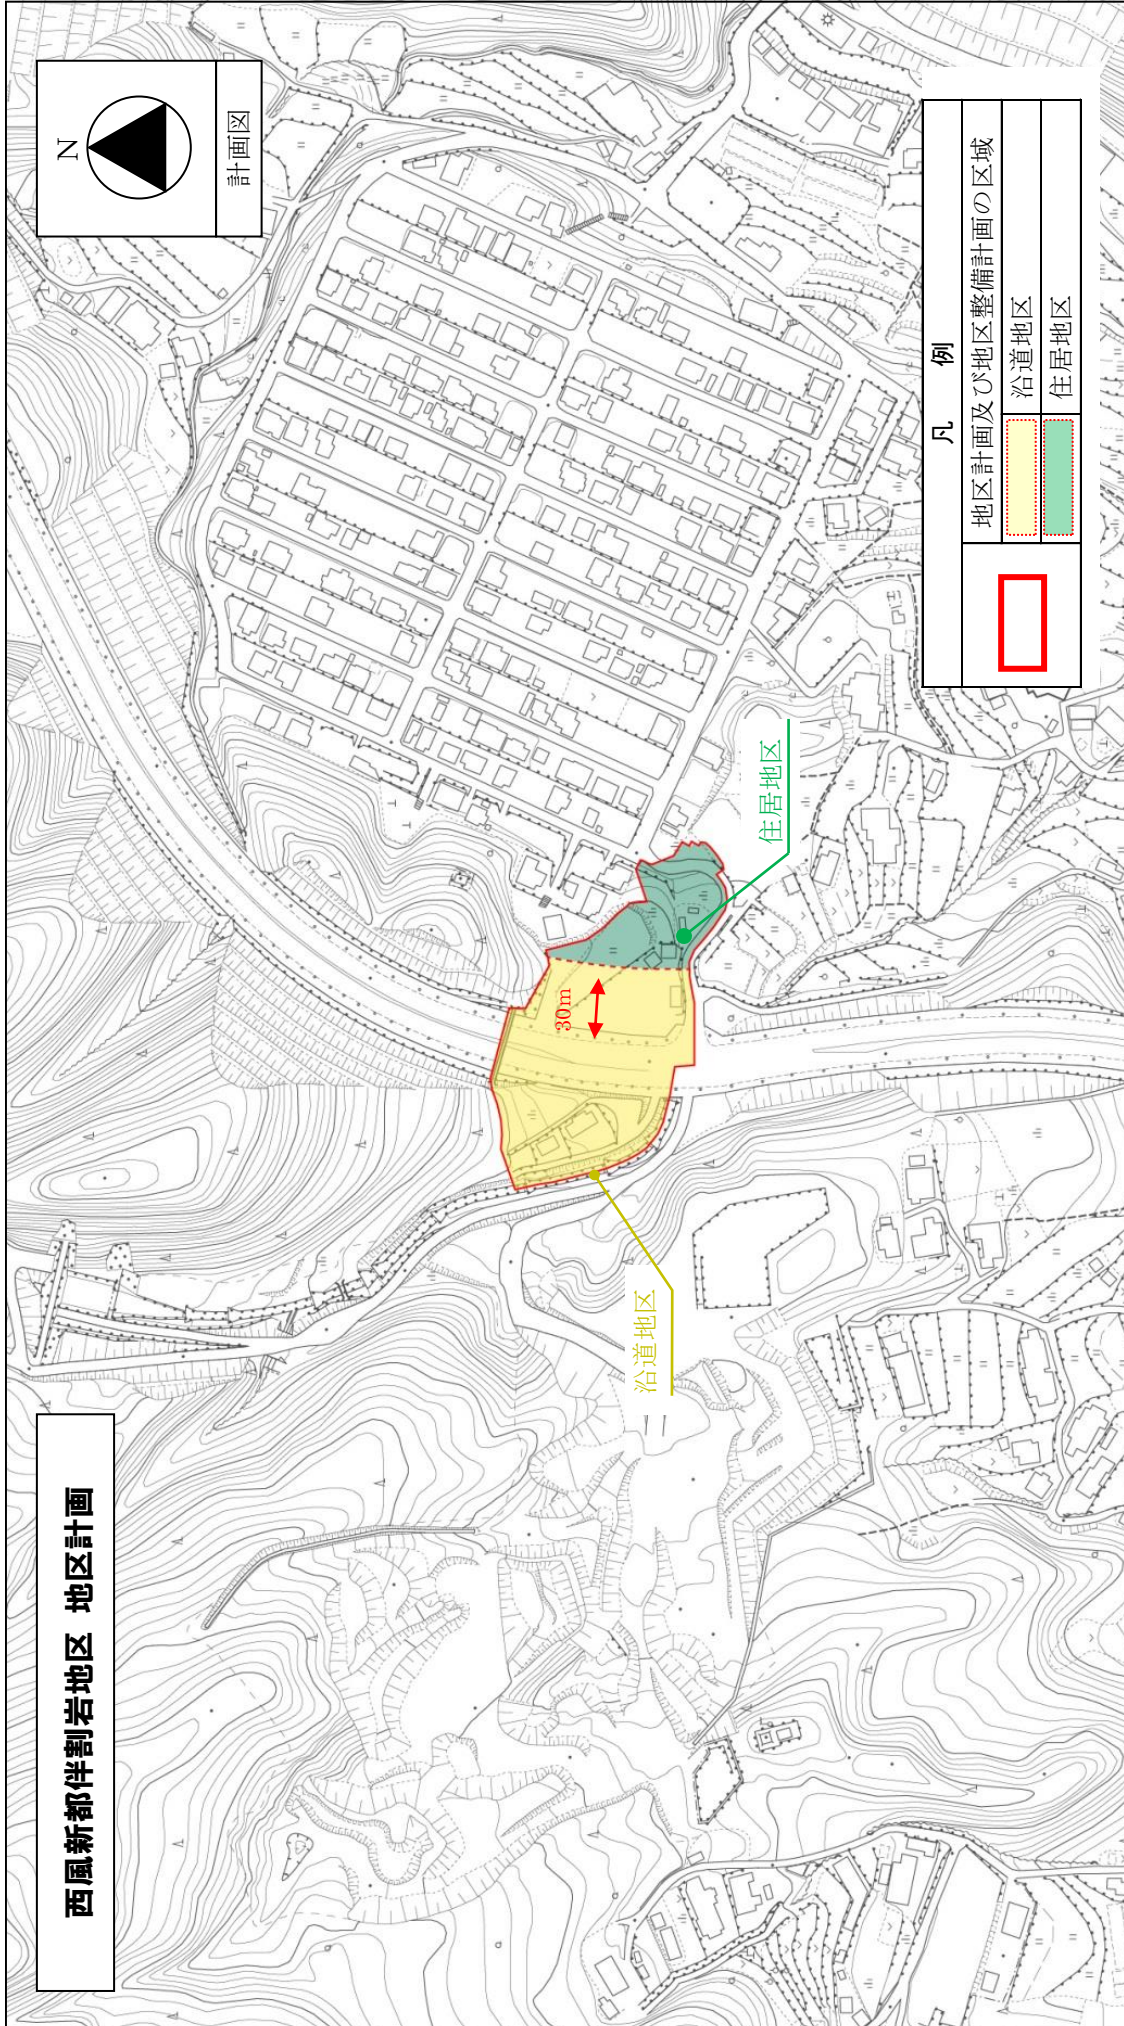 西風新都伴割岩地区 地区計画
N
計画図
30m
沿道地区
住居地区
凡 例
地区計画及び地区整備計画の区域
沿道地区
住居地区